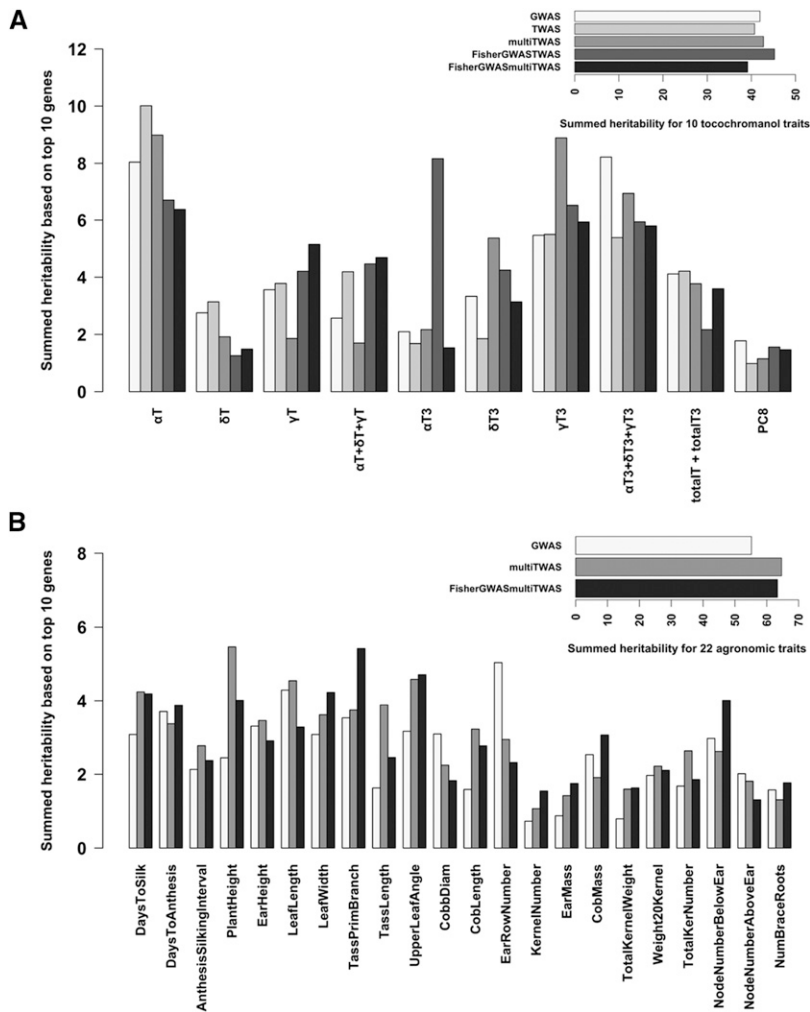 A
GWAS
TWAS
multiTWAS
FisherGWASTWAS
FisherGWASmultiTWAS
0 10 20 30 40 50
Summed heritability for 10 tocochromanol traits
Summed heritability based on top 10 genes
12
10
8
6
4
2
0
αT
δT
γT
αT+δT+γT
αT3
δT3
γT3
αT3+δT3+γT3
totalT + totalT3
PC8
B
GWAS
multiTWAS
FisherGWASmultiTWAS
0 10 20 30 40 50 60 70
Summed heritability for 22 agronomic traits
Summed heritability based on top 10 genes
8
6
4
2
0
DaysToSilk
DaysToAnthesis
AnthesisSilkingInterval
PlantHeight
EarHeight
LeafLength
LeafWidth
TassPrimBranch
TassLength
UpperLeafAngle
CobbDiam
CobLength
EarRowNumber
KernelNumber
EarMass
CobMass
TotalKernelWeight
Weight20Kernel
TotalKerNumber
NodeNumberBelowEar
NodeNumberAboveEar
NumBraceRoots